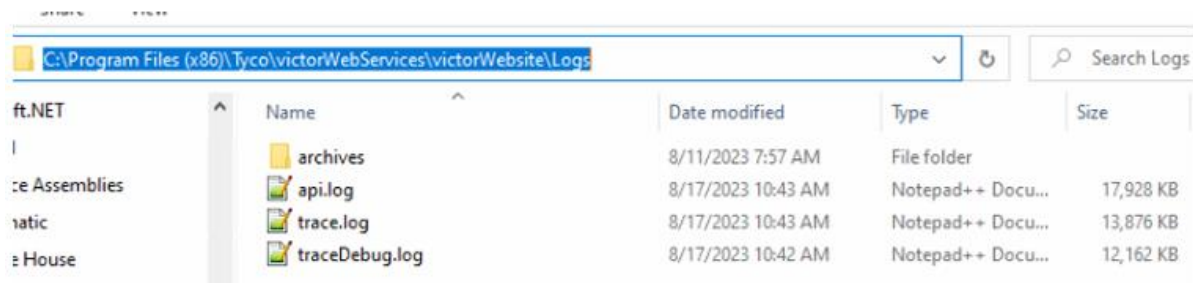 Share View
C:\Program Files (x86)\Tyco\victorWebServices\victorWebsite\Logs
Search Logs
ft.NET
Name Date modified Type Size
archives 8/11/2023 7:57 AM File folder
ce Assemblies
api.log 8/17/2023 10:43 AM Notepad++ Docu... 17,928 KB
natic
trace.log 8/17/2023 10:43 AM Notepad++ Docu... 13,876 KB
e House
traceDebug.log 8/17/2023 10:42 AM Notepad++ Docu... 12,162 KB